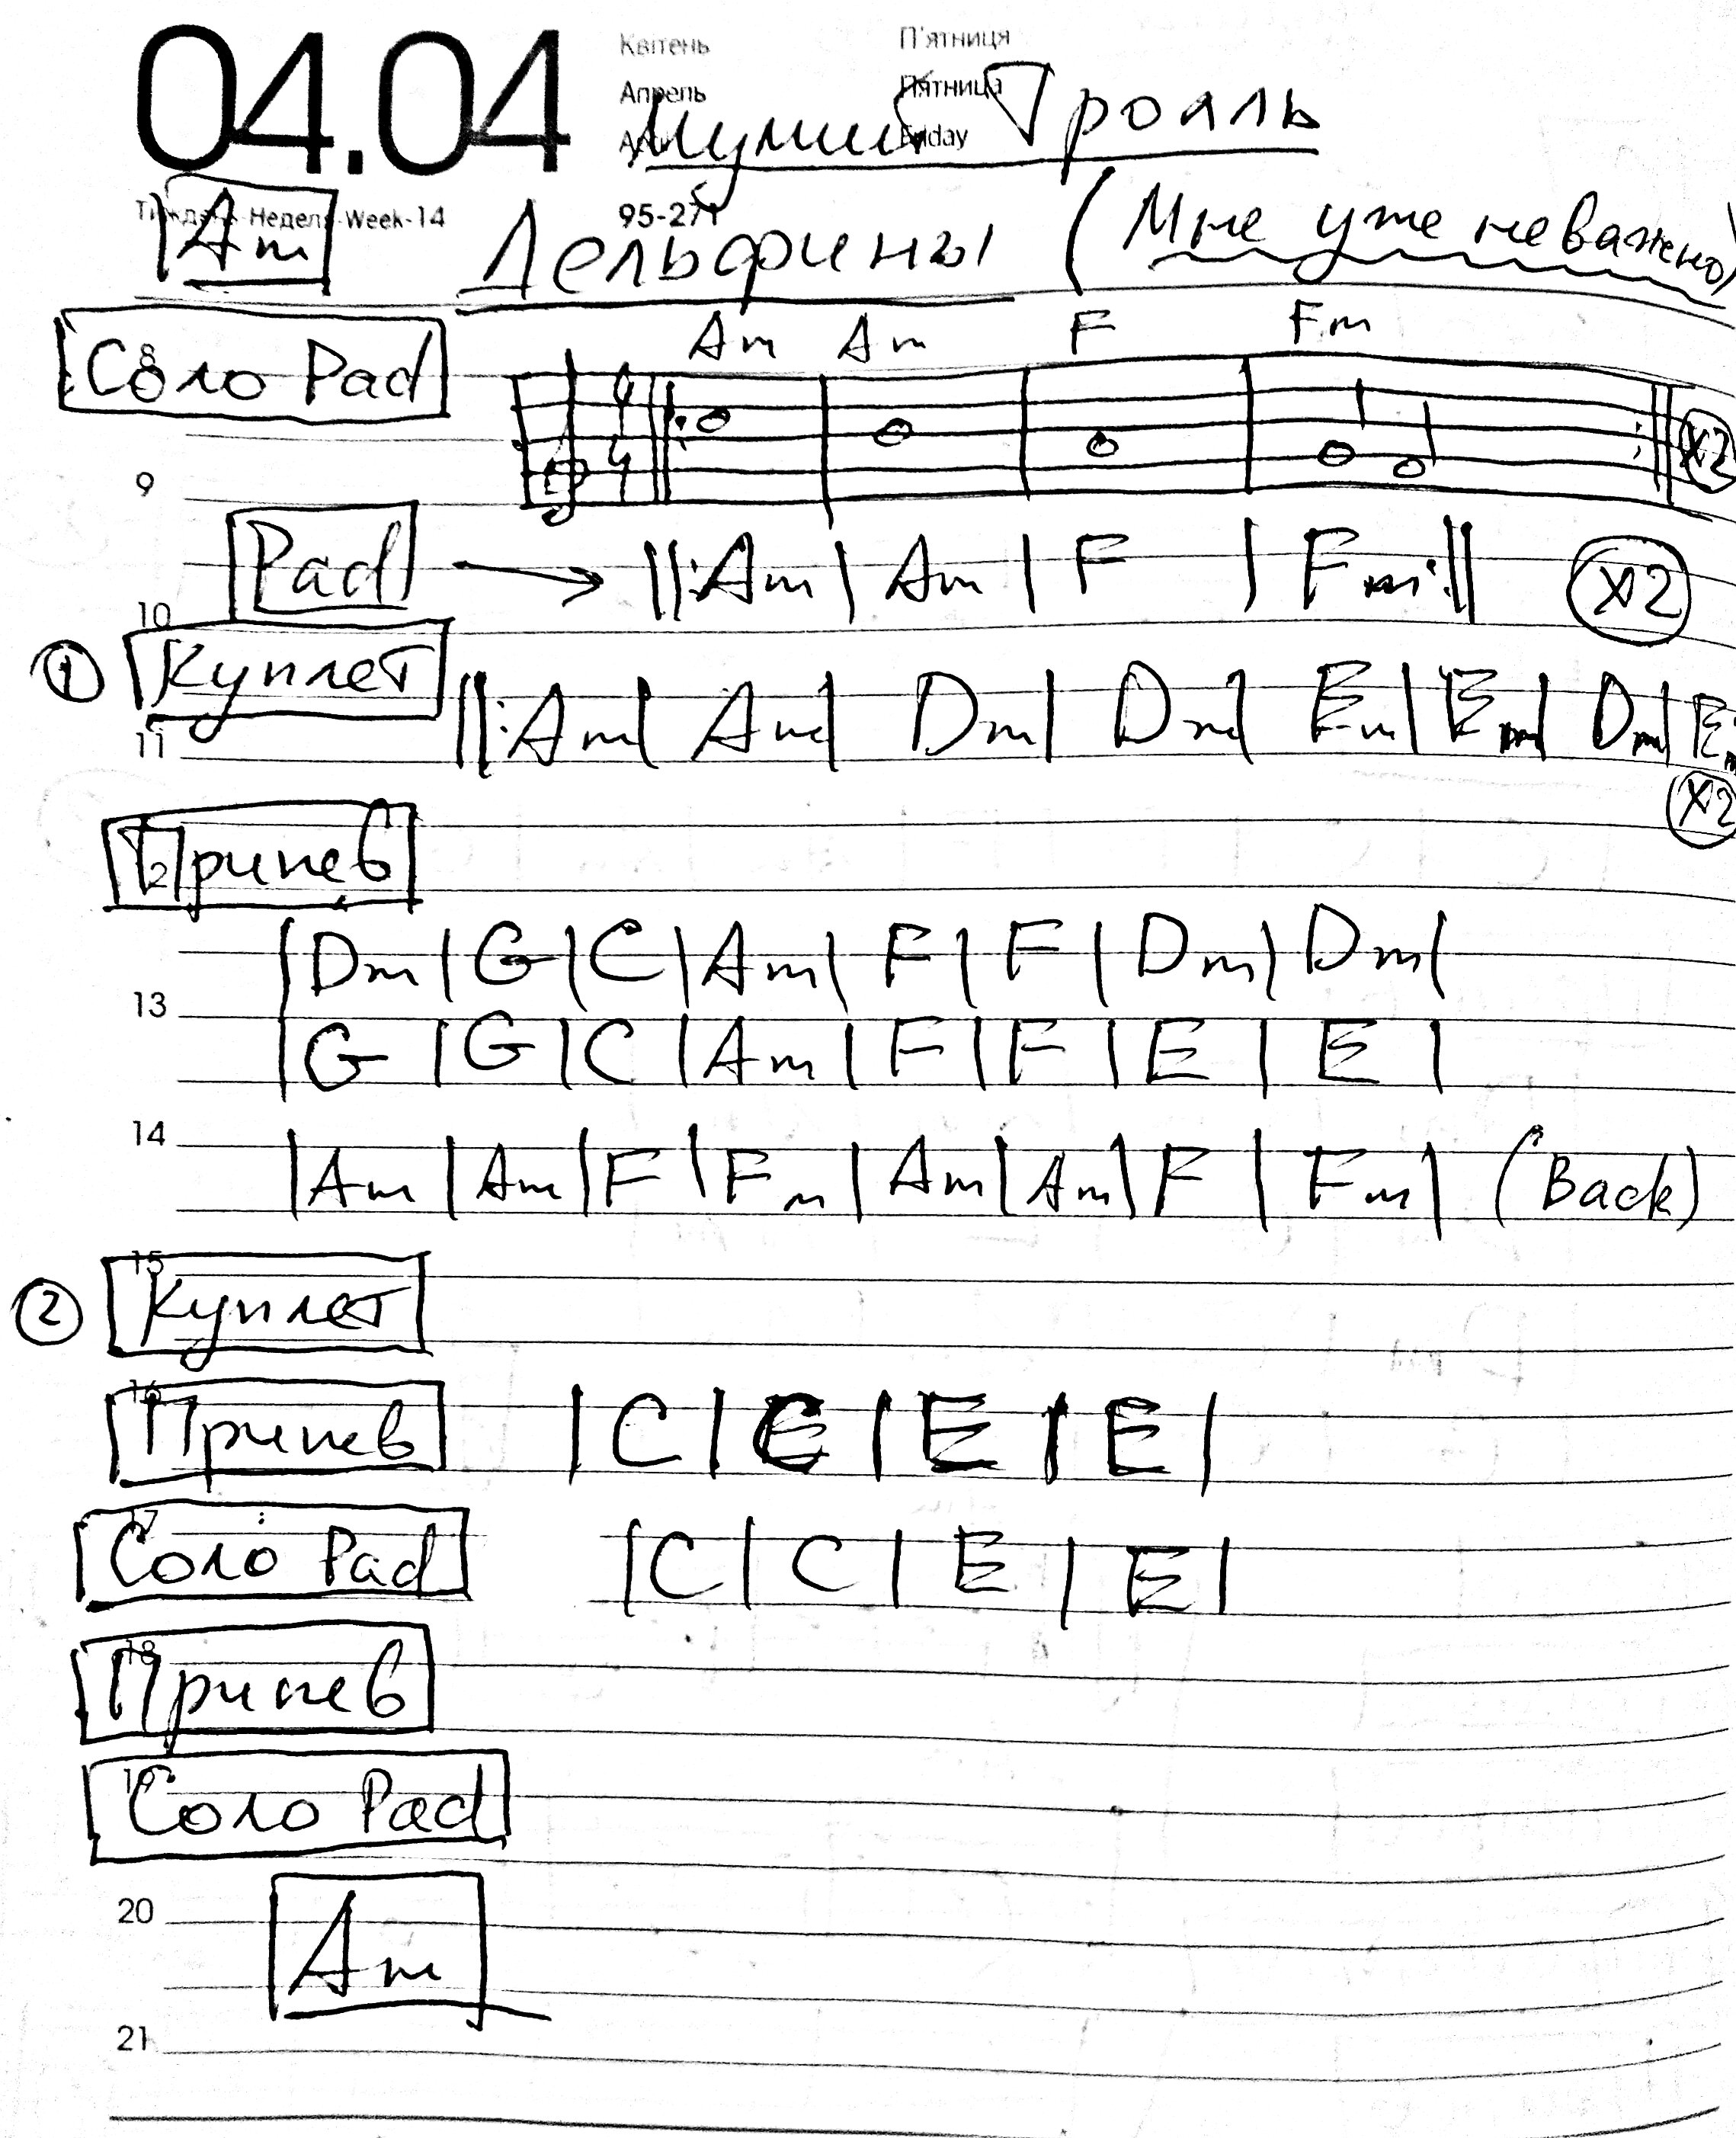 04.04 Квітень П'ятниця
Апрель Пятница
Friday
Мумий Тролль
Тиждень-Неделя-Week-14 95-271
Am Дельфины (Мне уже неважно)
Am Am F Fm
8 Соло Pad 4/4 x2
9
Pad → ||: Am | Am | F | Fm :|| x2
10
1 Куплет ||: Am | Am | Dm | Dm | Em | Em | Dm | Em
11
x2
12 Припев
| Dm | G | C | Am | F | F | Dm | Dm |
13
| G | G | C | Am | F | F | E | E |
14
| Am | Am | F | Fm | Am | Am | F | Fm | (Back)
15
2 Куплет
16
Припев | C | C | E | E |
17
Соло Pad | C | C | E | E |
18
Припев
19
Соло Pad
20
Am
21